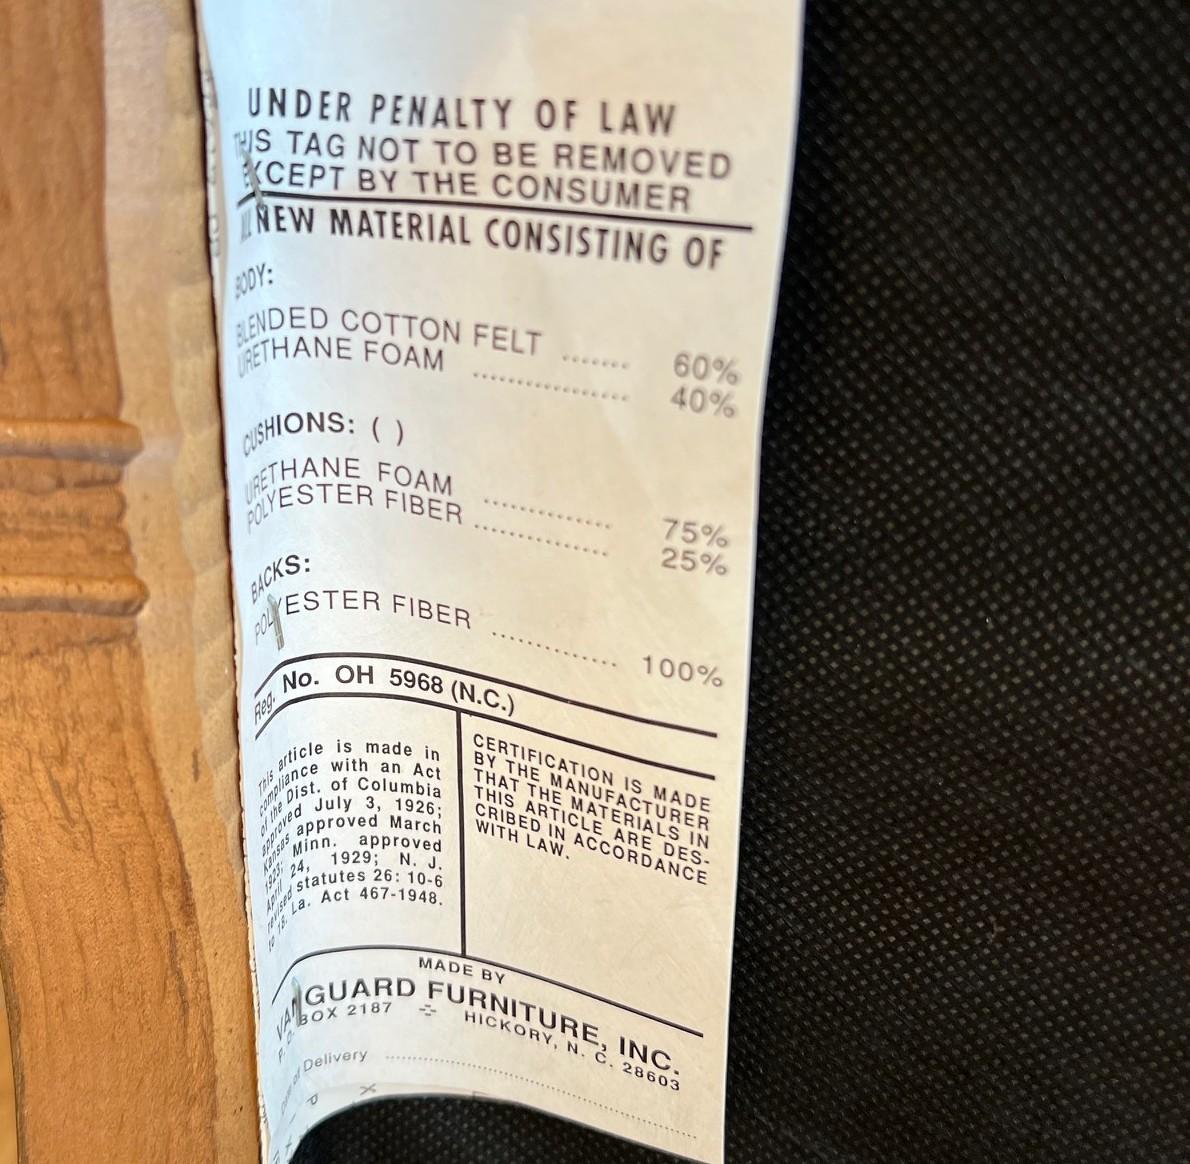 UNDER PENALTY OF LAW
THIS TAG NOT TO BE REMOVED
EXCEPT BY THE CONSUMER
ALL NEW MATERIAL CONSISTING OF
BODY:
BLENDED COTTON FELT ....... 60%
URETHANE FOAM ................ 40%
CUSHIONS: ( )
URETHANE FOAM ............. 75%
POLYESTER FIBER .............. 25%
BACKS:
POLYESTER FIBER ............. 100%
Reg. No. OH 5968 (N.C.)
This article is made in
compliance with an Act
of the Dist. of Columbia
approved July 3, 1926;
Kansas approved March
1923; Minn. approved
April 24, 1929; N. J.
revised statutes 26: 10-6
to 18. La. Act 467-1948.
CERTIFICATION IS MADE
BY THE MANUFACTURER
THAT THE MATERIALS IN
THIS ARTICLE ARE DES-
CRIBED IN ACCORDANCE
WITH LAW.
MADE BY
VANGUARD FURNITURE, INC.
P. O. BOX 2187 HICKORY, N. C. 28603
Date of Delivery